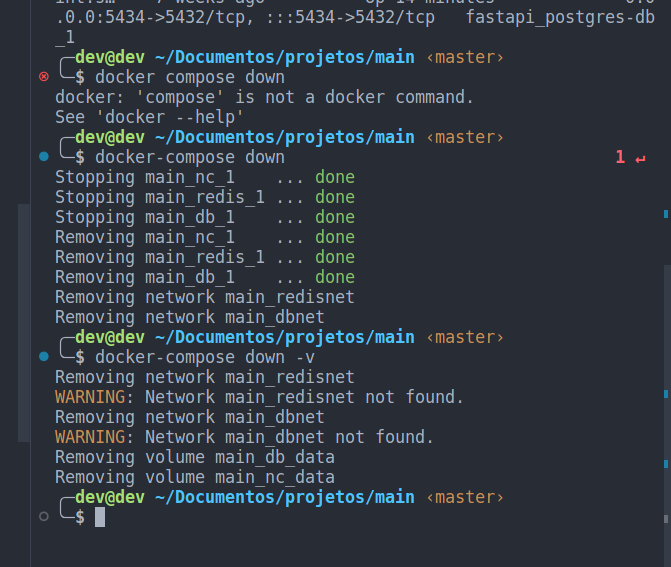 .0.0:5434->5432/tcp, :::5434->5432/tcp   fastapi_postgres-db
_1
╭─dev@dev ~/Documentos/projetos/main ‹master›
╰─$ docker compose down
docker: 'compose' is not a docker command.
See 'docker --help'
╭─dev@dev ~/Documentos/projetos/main ‹master›
╰─$ docker-compose down 1 ↵
Stopping main_nc_1    ... done
Stopping main_redis_1 ... done
Stopping main_db_1    ... done
Removing main_nc_1    ... done
Removing main_redis_1 ... done
Removing main_db_1    ... done
Removing network main_redisnet
Removing network main_dbnet
╭─dev@dev ~/Documentos/projetos/main ‹master›
╰─$ docker-compose down -v
Removing network main_redisnet
WARNING: Network main_redisnet not found.
Removing network main_dbnet
WARNING: Network main_dbnet not found.
Removing volume main_db_data
Removing volume main_nc_data
╭─dev@dev ~/Documentos/projetos/main ‹master›
╰─$